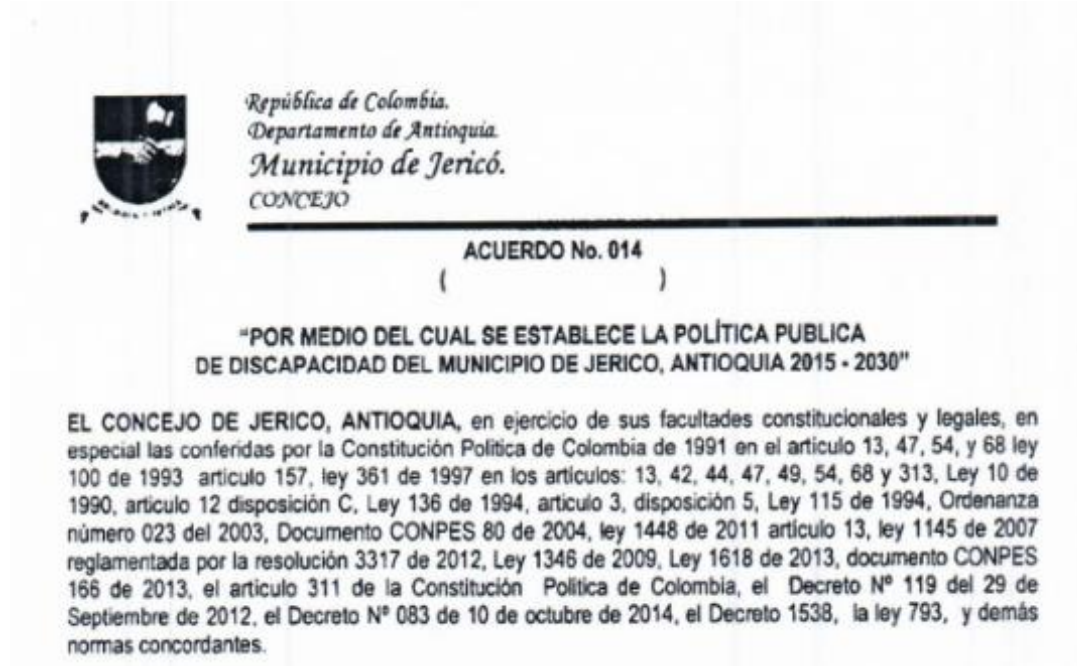 República de Colombia.
Departamento de Antioquia.
Municipio de Jericó.
CONCEJO
ACUERDO No. 014
( )
"POR MEDIO DEL CUAL SE ESTABLECE LA POLÍTICA PUBLICA
DE DISCAPACIDAD DEL MUNICIPIO DE JERICO, ANTIOQUIA 2015 - 2030"
EL CONCEJO DE JERICO, ANTIOQUIA, en ejercicio de sus facultades constitucionales y legales, en
especial las conferidas por la Constitución Politica de Colombia de 1991 en el articulo 13, 47, 54, y 68 ley
100 de 1993 articulo 157, ley 361 de 1997 en los articulos: 13, 42, 44, 47, 49, 54, 68 y 313, Ley 10 de
1990, articulo 12 disposición C, Ley 136 de 1994, articulo 3, disposición 5, Ley 115 de 1994, Ordenanza
número 023 del 2003, Documento CONPES 80 de 2004, ley 1448 de 2011 articulo 13, ley 1145 de 2007
reglamentada por la resolución 3317 de 2012, Ley 1346 de 2009, Ley 1618 de 2013, documento CONPES
166 de 2013, el articulo 311 de la Constitución Politica de Colombia, el Decreto Nº 119 del 29 de
Septiembre de 2012, el Decreto Nº 083 de 10 de octubre de 2014, el Decreto 1538, la ley 793, y demás
normas concordantes.